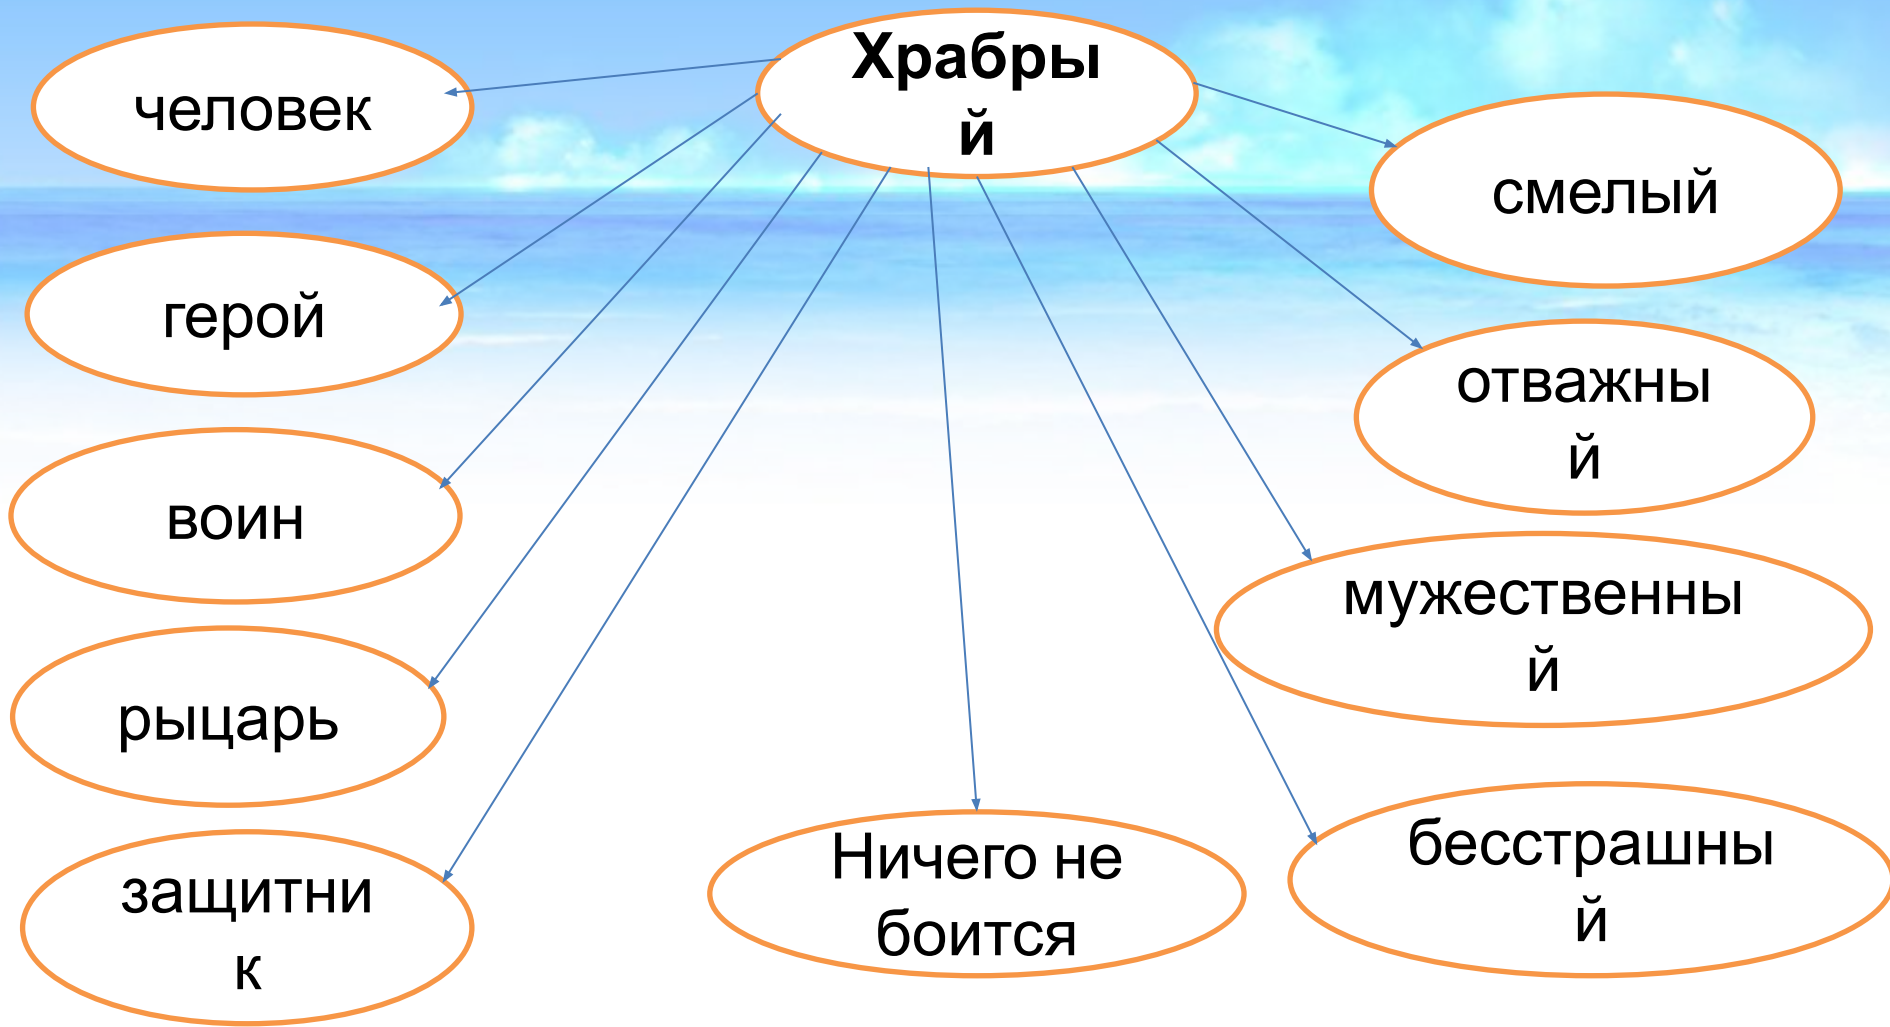 Храбры
й
человек
герой
воин
рыцарь
защитни
к
Ничего не
боится
смелый
отважны
й
мужественны
й
бесстрашны
й